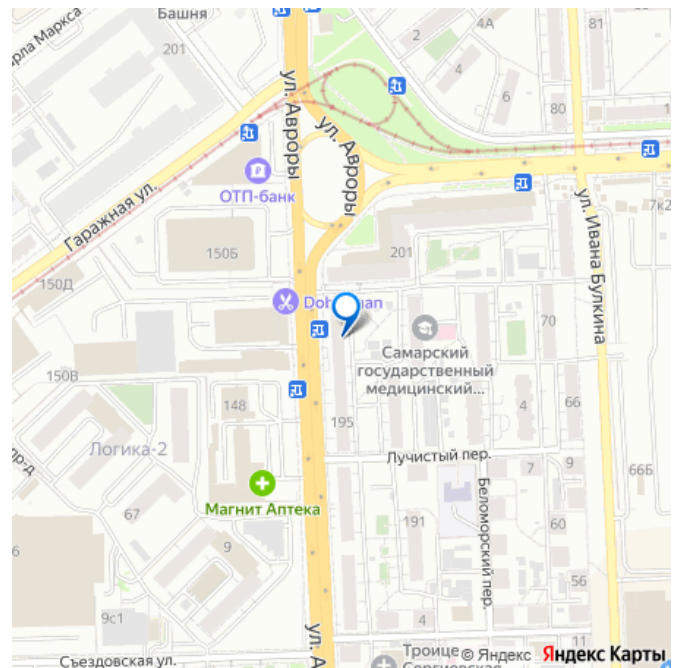 Башня
201
2
4А
81
4
6
80
ул. Авроры
ул. Авроры
ОТП-банк
Гаражная ул.
150Б
201
7к2
ул. Ивана Булкина
150Д
70
Самарский
государственный
медицинский...
150В
148
195
4
66
Логика-2
Лучистый пер.
7
9
66Б
Магнит Аптека
67
191
Беломорский пер.
60
6
9
56
9с1
4
11
Съездовская ул.
Троице
© Яндекс Яндекс Карты